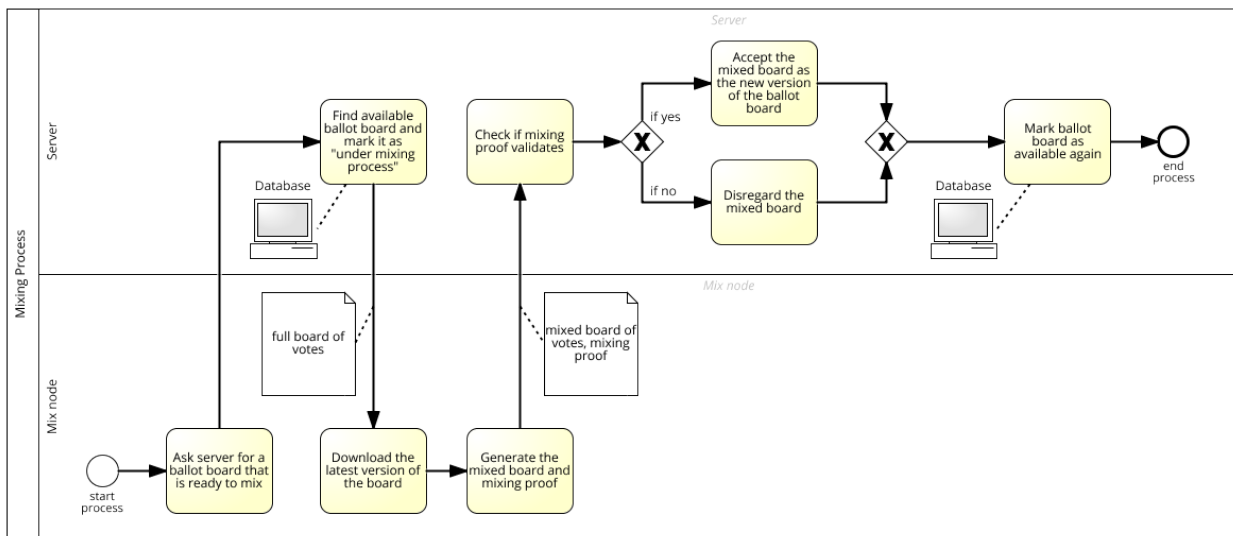 Mixing Process
Server
Server
Find available
ballot board and
mark it as
"under mixing
process"
Database
Check if mixing
proof validates
if yes
if no
Accept the
mixed board as
the new version
of the ballot
board
Disregard the
mixed board
Mark ballot
board as
available again
Database
end
process
Mix node
Mix node
full board of
votes
mixed board of
votes, mixing
proof
start
process
Ask server for a
ballot board that
is ready to mix
Download the
latest version of
the board
Generate the
mixed board and
mixing proof